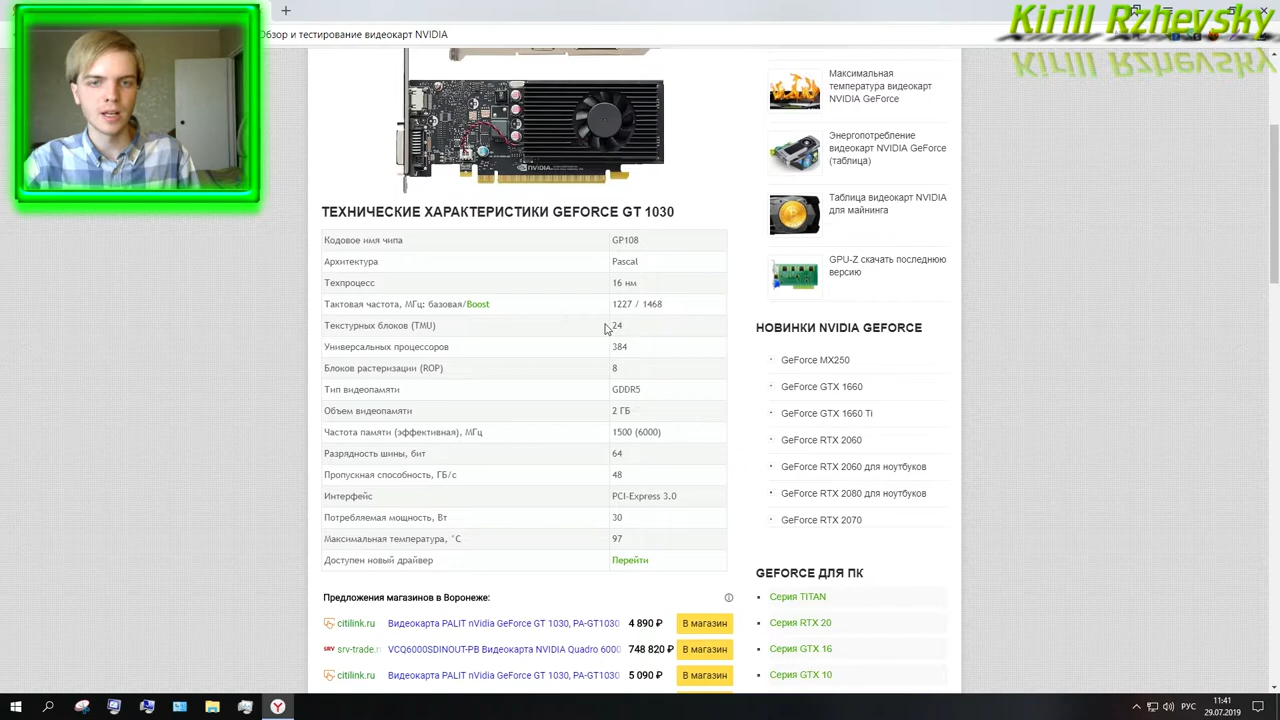 Kirill Rzhevsky
Обзор и тестирование видеокарт NVIDIA
NVIDIA
ТЕХНИЧЕСКИЕ ХАРАКТЕРИСТИКИ GEFORCE GT 1030
Кодовое имя чипа GP108
Архитектура Pascal
Техпроцесс 16 нм
Тактовая частота, МГц: базовая/Boost 1227 / 1468
Текстурных блоков (TMU) 24
Универсальных процессоров 384
Блоков растеризации (ROP) 8
Тип видеопамяти GDDR5
Объем видеопамяти 2 ГБ
Частота памяти (эффективная), МГц 1500 (6000)
Разрядность шины, бит 64
Пропускная способность, ГБ/с 48
Интерфейс PCI-Express 3.0
Потребляемая мощность, Вт 30
Максимальная температура, °C 97
Доступен новый драйвер Перейти
Предложения магазинов в Воронеже:
citilink.ru Видеокарта PALIT nVidia GeForce GT 1030, PA-GT1030 4 890 ₽ В магазин
SRV srv-trade.r VCQ6000SDINOUT-PB Видеокарта NVIDIA Quadro 6000 748 820 ₽ В магазин
citilink.ru Видеокарта PALIT nVidia GeForce GT 1030, PA-GT1030 5 090 ₽ В магазин
Максимальная
температура видеокарт
NVIDIA GeForce
Энергопотребление
видеокарт NVIDIA GeForce
(таблица)
Таблица видеокарт NVIDIA
для майнинга
GPU-Z скачать последнюю
версию
НОВИНКИ NVIDIA GEFORCE
GeForce MX250
GeForce GTX 1660
GeForce GTX 1660 Ti
GeForce RTX 2060
GeForce RTX 2060 для ноутбуков
GeForce RTX 2080 для ноутбуков
GeForce RTX 2070
GEFORCE ДЛЯ ПК
Серия TITAN
Серия RTX 20
Серия GTX 16
Серия GTX 10
РУС
11:41
29.07.2019